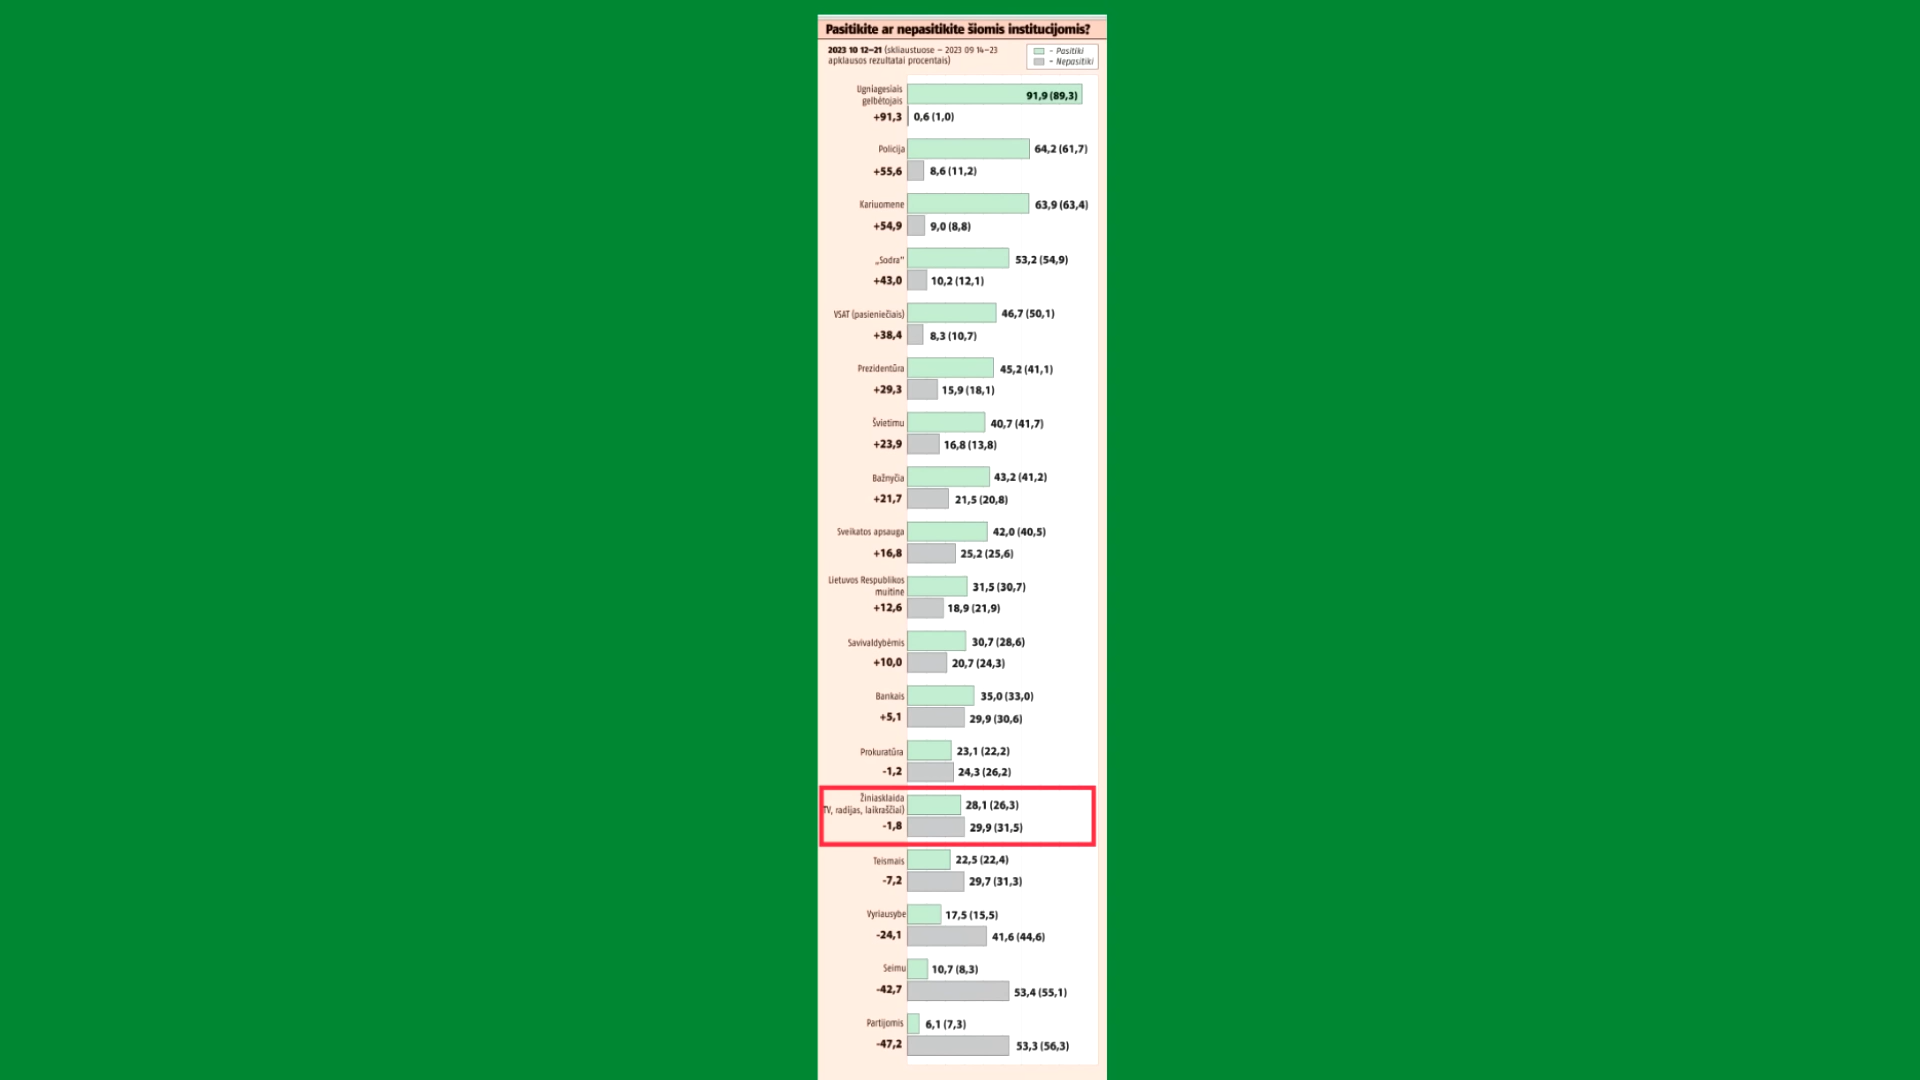 Pasitikite ar nepasitikite šiomis institucijomis?
2023 10 12–21 (skliaustuose – 2023 09 14–23
apklausos rezultatai procentais)
– Pasitiki
– Nepasitiki
Ugniagesiais
gelbėtojais
91,9 (89,3)
+91,3
0,6 (1,0)
Policija
64,2 (61,7)
+55,6
8,6 (11,2)
Kariuomene
63,9 (63,4)
+54,9
9,0 (8,8)
„Sodra“
53,2 (54,9)
+43,0
10,2 (12,1)
VSAT (pasieniečiais)
46,7 (50,1)
+38,4
8,3 (10,7)
Prezidentūra
45,2 (41,1)
+29,3
15,9 (18,1)
Švietimu
40,7 (41,7)
+23,9
16,8 (13,8)
Bažnyčia
43,2 (41,2)
+21,7
21,5 (20,8)
Sveikatos apsauga
42,0 (40,5)
+16,8
25,2 (25,6)
Lietuvos Respublikos
muitine
31,5 (30,7)
+12,6
18,9 (21,9)
Savivaldybėmis
30,7 (28,6)
+10,0
20,7 (24,3)
Bankais
35,0 (33,0)
+5,1
29,9 (30,6)
Prokuratūra
23,1 (22,2)
-1,2
24,3 (26,2)
Žiniasklaida
TV, radijas, laikraščiai)
28,1 (26,3)
-1,8
29,9 (31,5)
Teismais
22,5 (22,4)
-7,2
29,7 (31,3)
Vyriausybe
17,5 (15,5)
-24,1
41,6 (44,6)
Seimu
10,7 (8,3)
-42,7
53,4 (55,1)
Partijomis
6,1 (7,3)
-47,2
53,3 (56,3)